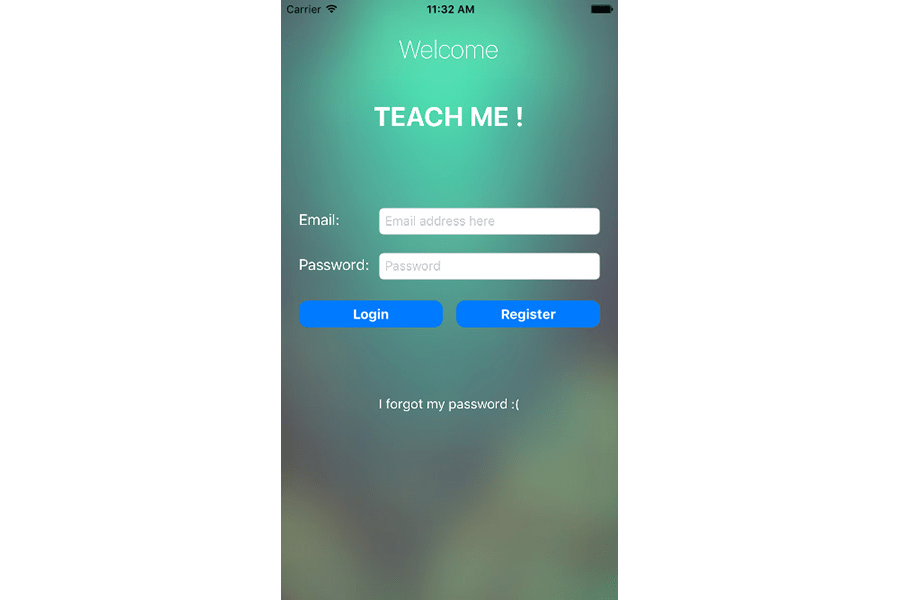 Carrier 11:32 AM
Welcome
TEACH ME !
Email: Email address here
Password: Password
Login Register
I forgot my password :(